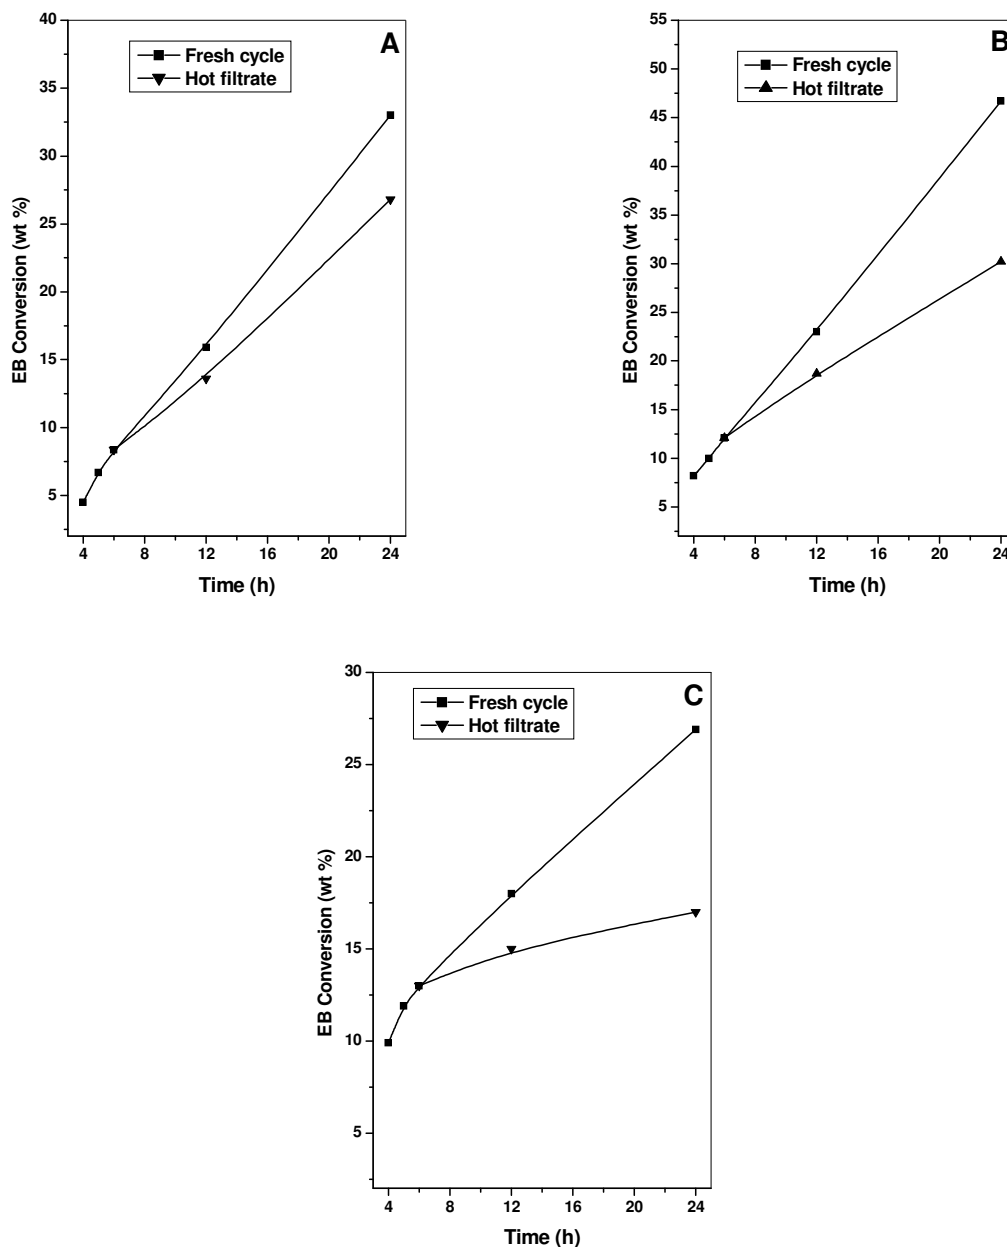 A
Fresh cycle
Hot filtrate
EB Conversion (wt %)
40
35
30
25
20
15
10
5
4 8 12 16 20 24
Time (h)
B
Fresh cycle
Hot filtrate
EB Conversion (wt %)
55
50
45
40
35
30
25
20
15
10
5
4 8 12 16 20 24
Time (h)
C
Fresh cycle
Hot filtrate
EB Conversion (wt %)
30
25
20
15
10
5
4 8 12 16 20 24
Time (h)